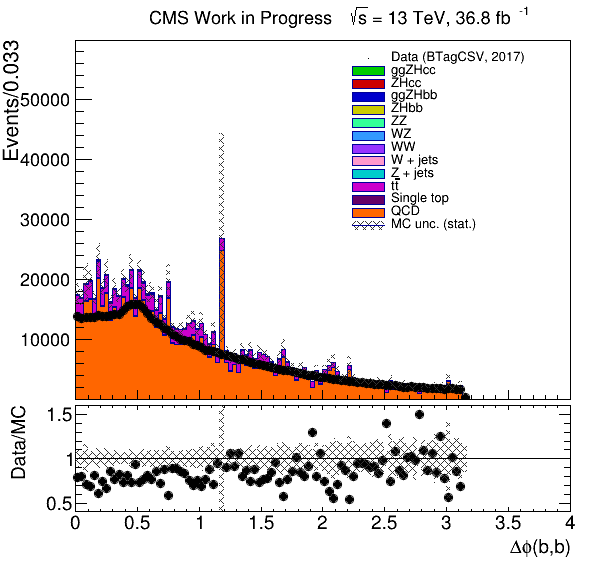 CMS Work in Progress √s = 13 TeV, 36.8 fb⁻¹
Events/0.033
50000
40000
30000
20000
10000
Data (BTagCSV, 2017)
ggZHcc
ZHcc
ggZHbb
ZHbb
ZZ
WZ
WW
W + jets
Z + jets
tt̄
Single top
QCD
MC unc. (stat.)
Data/MC
1.5
1
0.5
0 0.5 1 1.5 2 2.5 3 3.5 4
Δϕ(b,b)